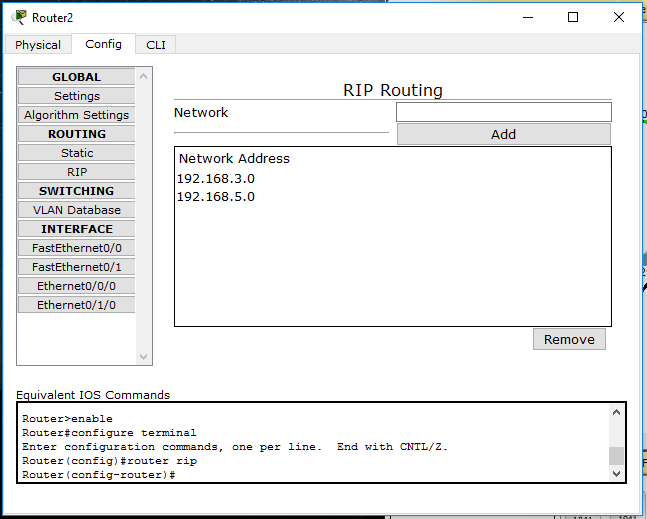 Router2
Physical Config CLI
GLOBAL
Settings
Algorithm Settings
ROUTING
Static
RIP
SWITCHING
VLAN Database
INTERFACE
FastEthernet0/0
FastEthernet0/1
Ethernet0/0/0
Ethernet0/1/0
RIP Routing
Network
Add
Network Address
192.168.3.0
192.168.5.0
Remove
Equivalent IOS Commands
Router>enable
Router#configure terminal
Enter configuration commands, one per line.  End with CNTL/Z.
Router(config)#router rip
Router(config-router)#